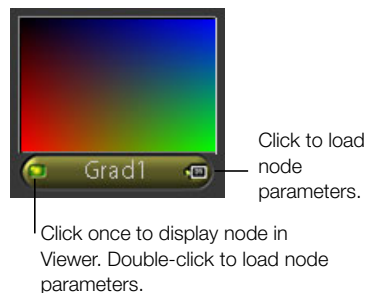 Grad1
Click to load
node
parameters.
Click once to display node in
Viewer. Double-click to load node
parameters.